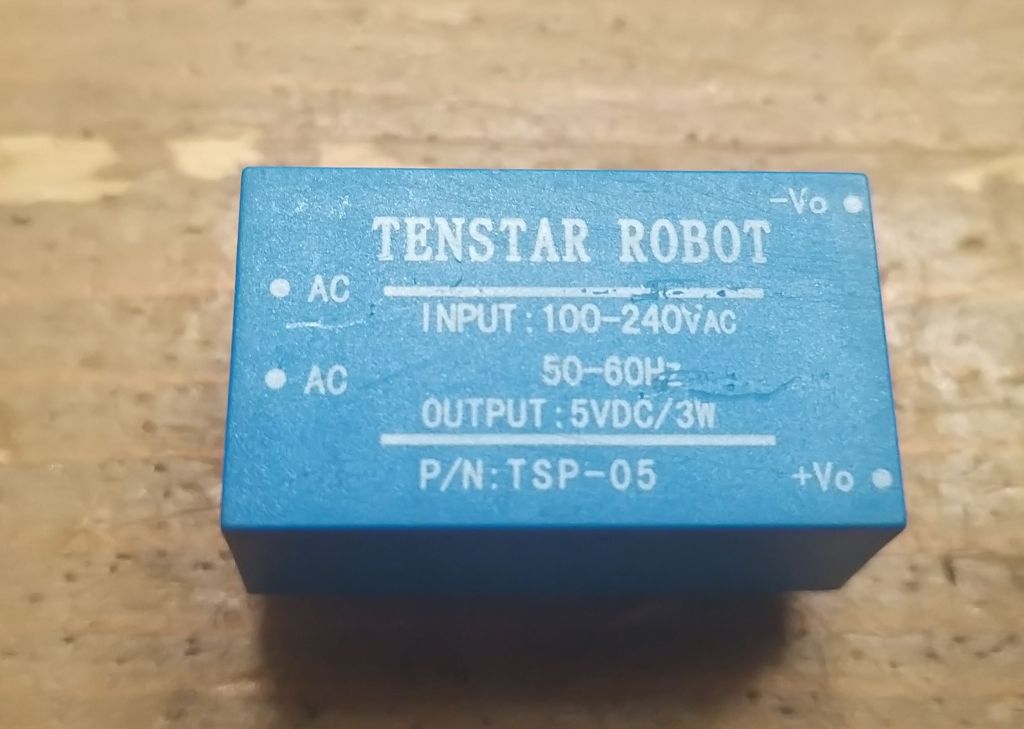 -Vo
TENSTAR ROBOT
AC
INPUT:100-240VAC
50-60Hz
AC
OUTPUT:5VDC/3W
P/N:TSP-05
+Vo